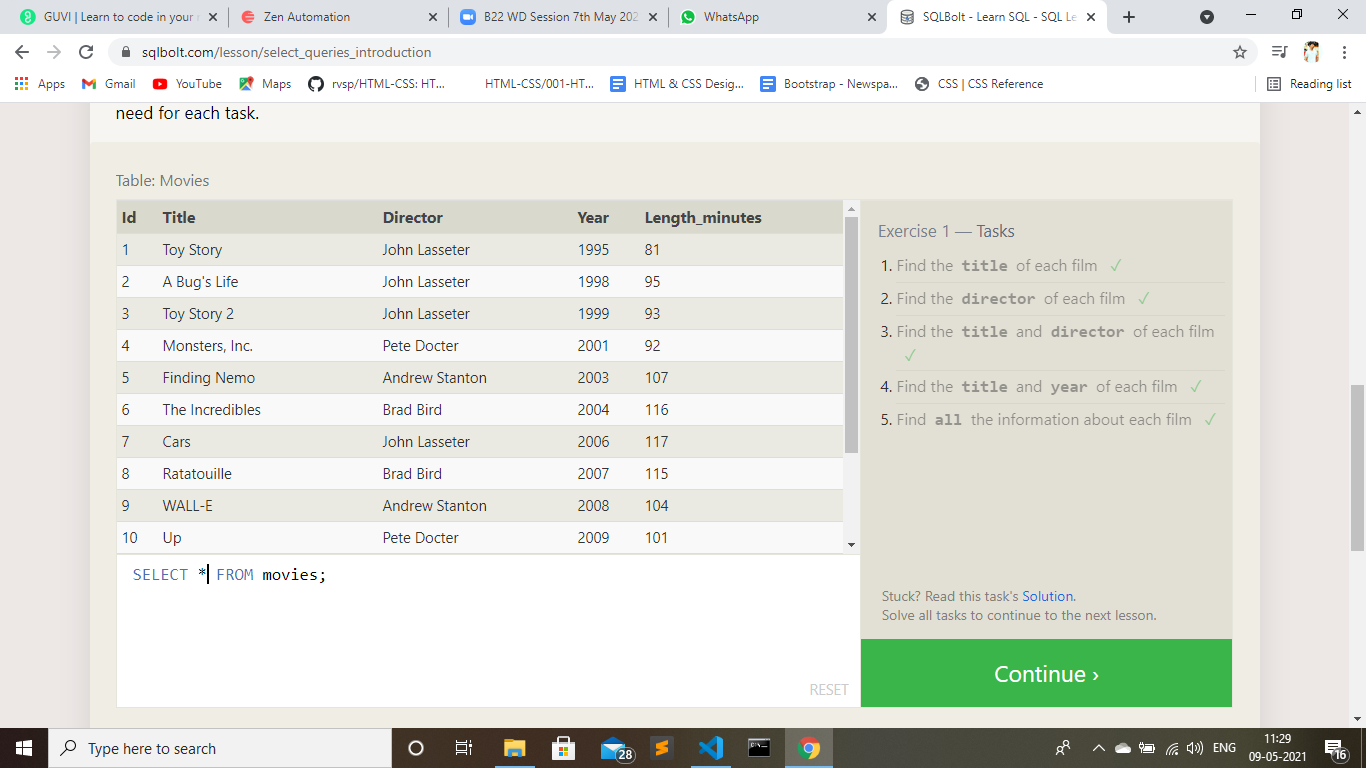 GUVI | Learn to code in your n
Zen Automation
B22 WD Session 7th May 202
WhatsApp
SQLBolt - Learn SQL - SQL Le
sqlbolt.com/lesson/select_queries_introduction
Apps
Gmail
YouTube
Maps
rvsp/HTML-CSS: HT...
HTML-CSS/001-HT...
HTML & CSS Desig...
Bootstrap - Newspa...
CSS | CSS Reference
Reading list
need for each task.
Table: Movies
Id Title Director Year Length_minutes
1 Toy Story John Lasseter 1995 81
2 A Bug's Life John Lasseter 1998 95
3 Toy Story 2 John Lasseter 1999 93
4 Monsters, Inc. Pete Docter 2001 92
5 Finding Nemo Andrew Stanton 2003 107
6 The Incredibles Brad Bird 2004 116
7 Cars John Lasseter 2006 117
8 Ratatouille Brad Bird 2007 115
9 WALL-E Andrew Stanton 2008 104
10 Up Pete Docter 2009 101
SELECT * FROM movies;
RESET
Exercise 1 — Tasks
1. Find the title of each film ✓
2. Find the director of each film ✓
3. Find the title and director of each film
✓
4. Find the title and year of each film ✓
5. Find all the information about each film ✓
Stuck? Read this task's Solution.
Solve all tasks to continue to the next lesson.
Continue ›
Type here to search
28
ENG
11:29
09-05-2021
16